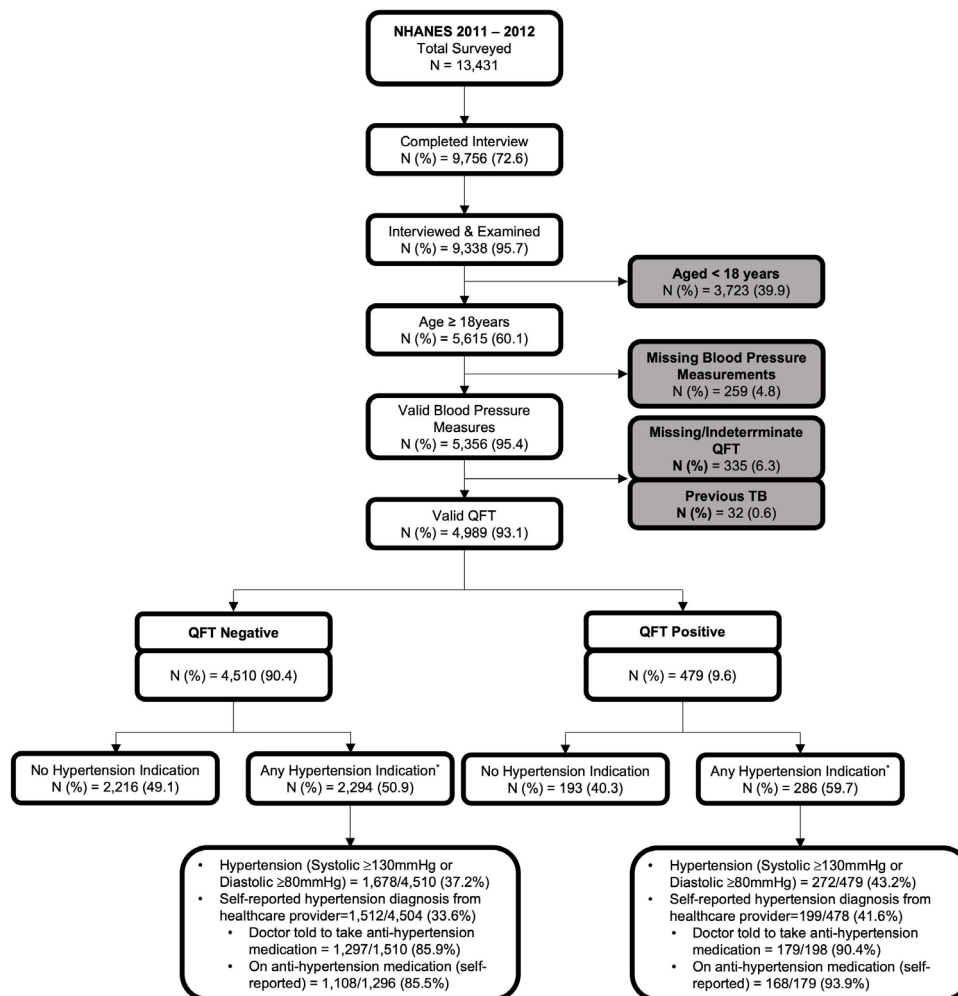 NHANES 2011 – 2012
Total Surveyed
N = 13,431
Completed Interview
N (%) = 9,756 (72.6)
Interviewed & Examined
N (%) = 9,338 (95.7)
Aged < 18 years
N (%) = 3,723 (39.9)
Age ≥ 18years
N (%) = 5,615 (60.1)
Missing Blood Pressure
Measurements
N (%) = 259 (4.8)
Valid Blood Pressure
Measures
N (%) = 5,356 (95.4)
Missing/Indeterrminate
QFT
N (%) = 335 (6.3)
Previous TB
N (%) = 32 (0.6)
Valid QFT
N (%) = 4,989 (93.1)
QFT Negative
N (%) = 4,510 (90.4)
QFT Positive
N (%) = 479 (9.6)
No Hypertension Indication
N (%) = 2,216 (49.1)
Any Hypertension Indication*
N (%) = 2,294 (50.9)
No Hypertension Indication
N (%) = 193 (40.3)
Any Hypertension Indication*
N (%) = 286 (59.7)
• Hypertension (Systolic ≥130mmHg or
Diastolic ≥80mmHg) = 1,678/4,510 (37.2%)
• Self-reported hypertension diagnosis from
healthcare provider=1,512/4,504 (33.6%)
• Doctor told to take anti-hypertension
medication = 1,297/1,510 (85.9%)
• On anti-hypertension medication (self-
reported) = 1,108/1,296 (85.5%)
• Hypertension (Systolic ≥130mmHg or
Diastolic ≥80mmHg) = 272/479 (43.2%)
• Self-reported hypertension diagnosis from
healthcare provider=199/478 (41.6%)
• Doctor told to take anti-hypertension
medication = 179/198 (90.4%)
• On anti-hypertension medication (self-
reported) = 168/179 (93.9%)